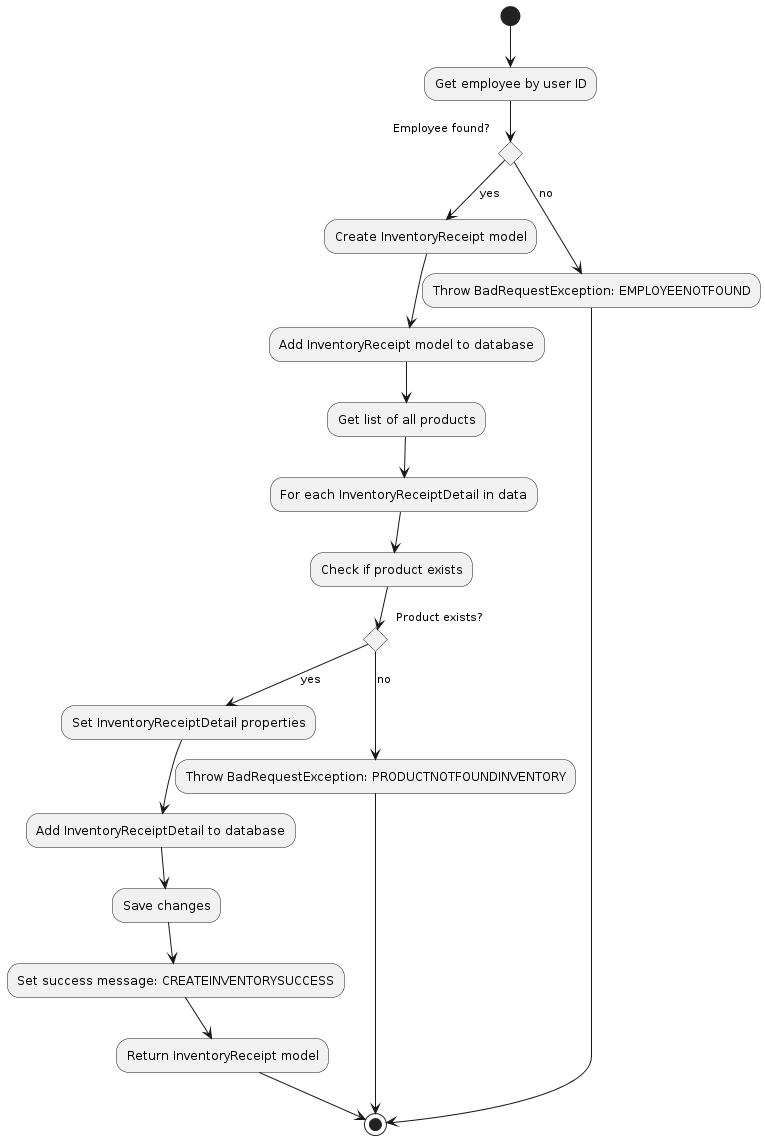 Get employee by user ID
Employee found?
yes
no
Create InventoryReceipt model
Throw BadRequestException: EMPLOYEENOTFOUND
Add InventoryReceipt model to database
Get list of all products
For each InventoryReceiptDetail in data
Check if product exists
Product exists?
yes
no
Set InventoryReceiptDetail properties
Throw BadRequestException: PRODUCTNOTFOUNDINVENTORY
Add InventoryReceiptDetail to database
Save changes
Set success message: CREATEINVENTORYSUCCESS
Return InventoryReceipt model